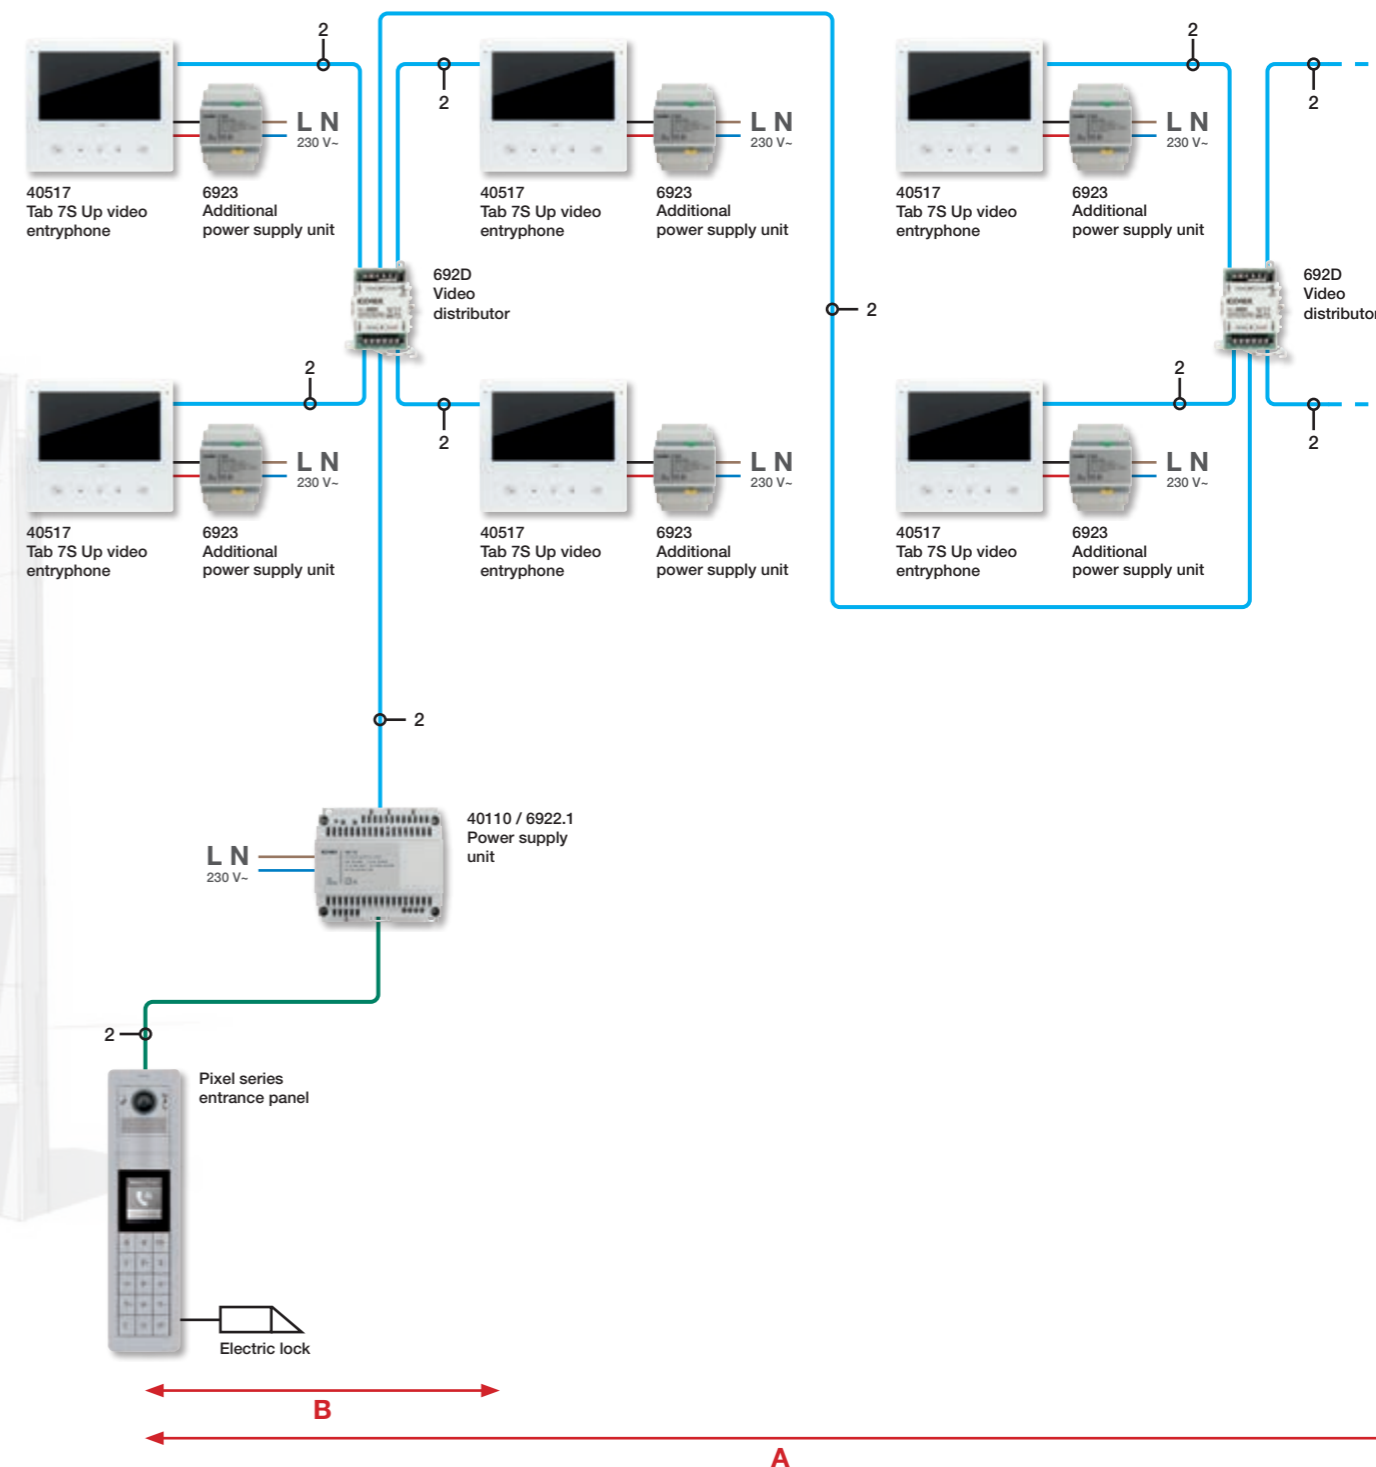 2
2
2
2
L N
230 V~
L N
230 V~
L N
230 V~
40517
Tab 7S Up video
entryphone
6923
Additional
power supply unit
40517
Tab 7S Up video
entryphone
6923
Additional
power supply unit
40517
Tab 7S Up video
entryphone
6923
Additional
power supply unit
692D
Video
distributor
2
692D
Video
distributor
2
2
2
2
L N
230 V~
L N
230 V~
L N
230 V~
40517
Tab 7S Up video
entryphone
6923
Additional
power supply unit
40517
Tab 7S Up video
entryphone
6923
Additional
power supply unit
40517
Tab 7S Up video
entryphone
6923
Additional
power supply unit
2
40110 / 6922.1
Power supply
unit
L N
230 V~
2
Pixel series
entrance panel
Electric lock
B
A